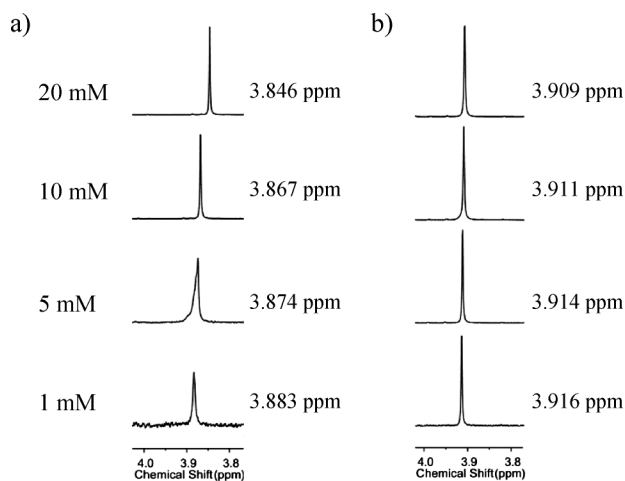 a) b)
20 mM 3.846 ppm 3.909 ppm
10 mM 3.867 ppm 3.911 ppm
5 mM 3.874 ppm 3.914 ppm
1 mM 3.883 ppm 3.916 ppm
4.0 3.9 3.8 4.0 3.9 3.8
Chemical Shift(ppm) Chemical Shift(ppm)